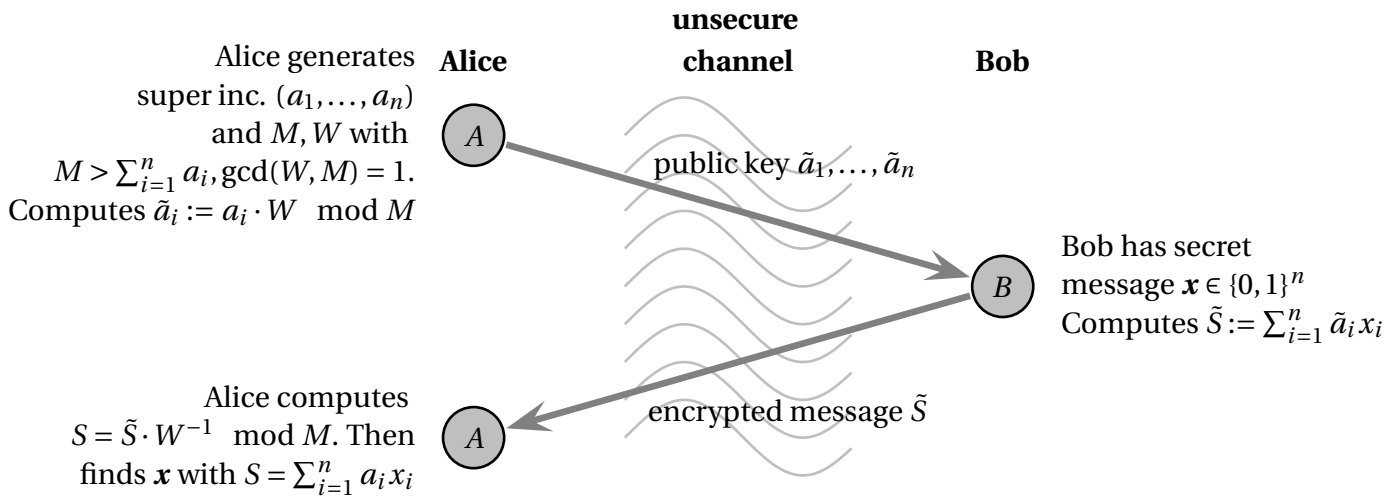 unsecure
channel
Alice
Bob
Alice generates
super inc. (a₁,…,aₙ)
and M,W with
M > ∑ⁿᵢ₌₁ aᵢ, gcd(W,M) = 1.
Computes ãᵢ := aᵢ · W mod M
A
public key ã₁,…,ãₙ
B
Bob has secret
message x ∈ {0,1}ⁿ
Computes S̃ := ∑ⁿᵢ₌₁ ãᵢxᵢ
encrypted message S̃
A
Alice computes
S = S̃ · W⁻¹ mod M. Then
finds x with S = ∑ⁿᵢ₌₁ aᵢxᵢ